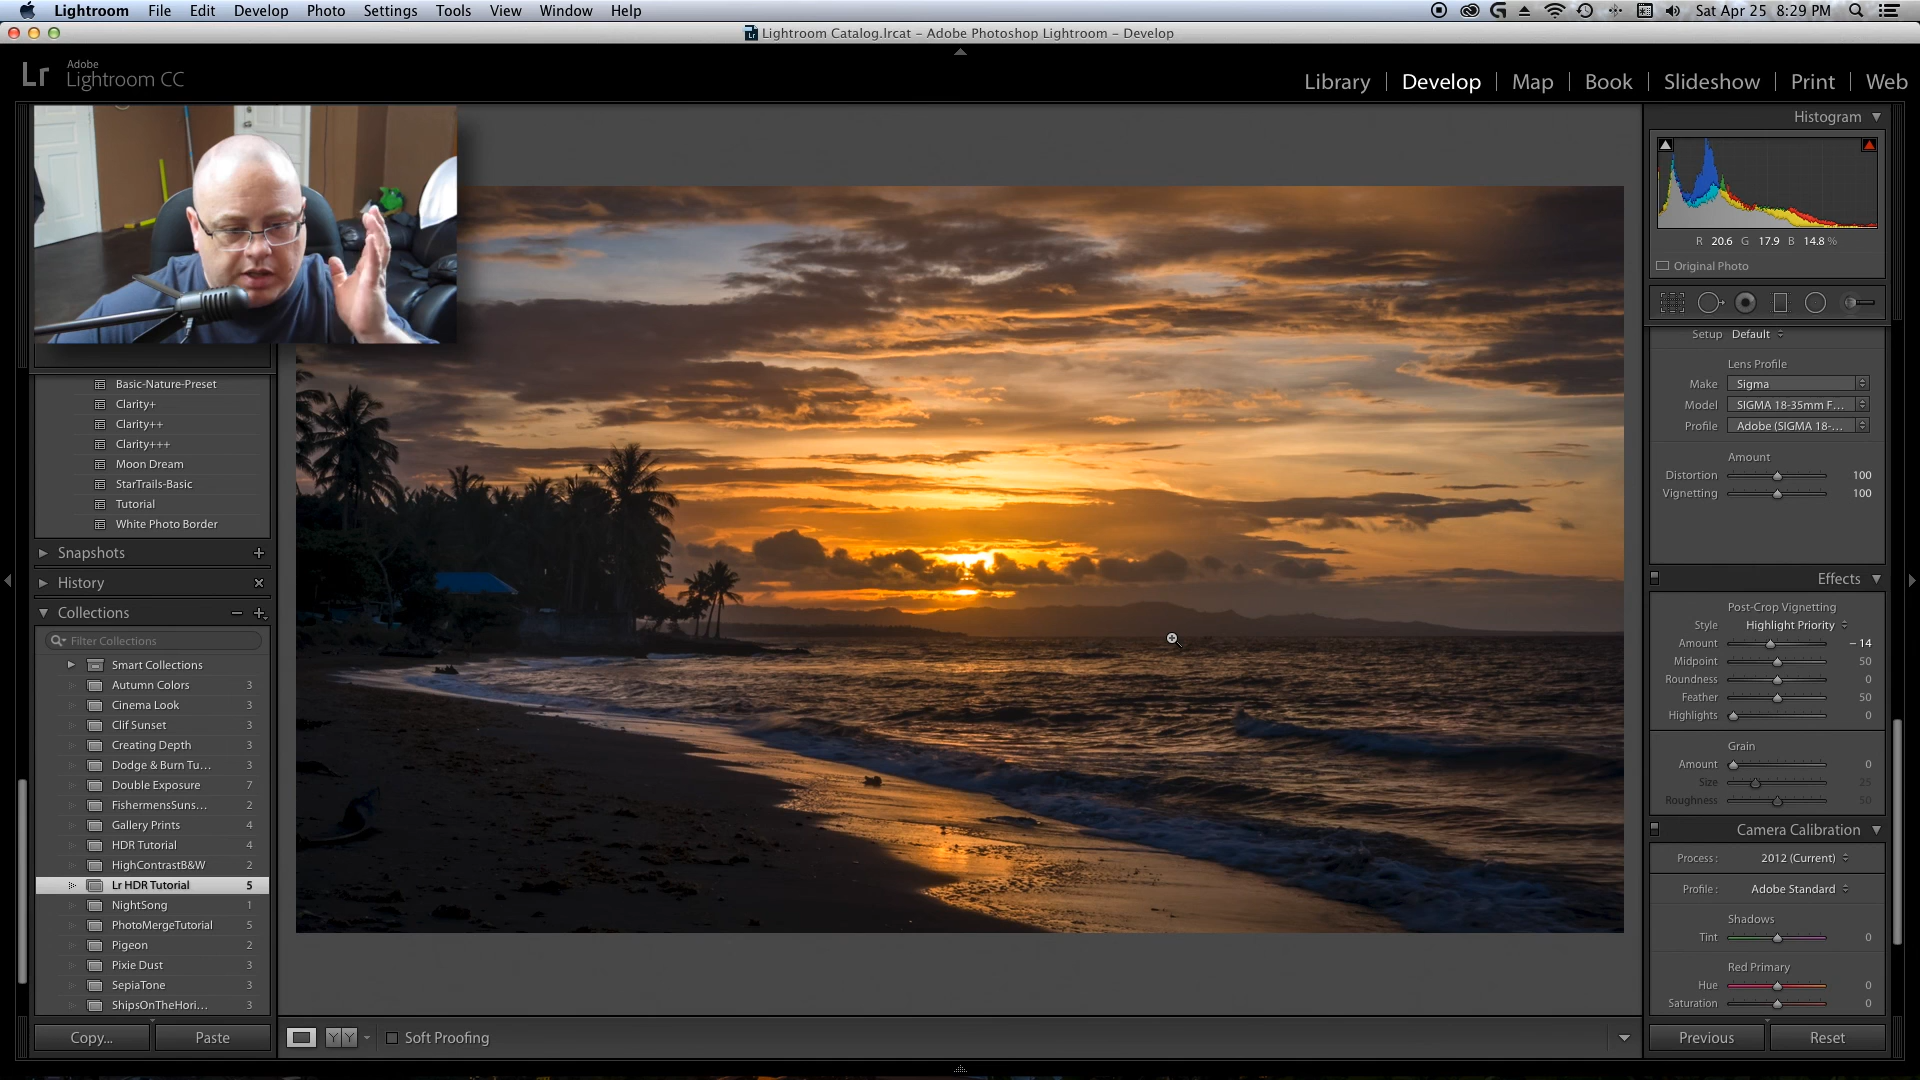 Lightroom File Edit Develop Photo Settings Tools View Window Help Sat Apr 25 8:29 PM
Lr Lightroom Catalog.lrcat – Adobe Photoshop Lightroom – Develop
Lr Adobe Lightroom CC
Library | Develop | Map | Book | Slideshow | Print | Web
Basic-Nature-Preset
Clarity+
Clarity++
Clarity+++
Moon Dream
StarTrails-Basic
Tutorial
White Photo Border
Snapshots +
History ×
Collections − +
Filter Collections
Smart Collections
Autumn Colors 3
Cinema Look 3
Clif Sunset 3
Creating Depth 3
Dodge & Burn Tu... 3
Double Exposure 7
FishermensSuns... 2
Gallery Prints 4
HDR Tutorial 4
HighContrastB&W 2
Lr HDR Tutorial 5
NightSong 1
PhotoMergeTutorial 5
Pigeon 2
Pixie Dust 3
SepiaTone 3
ShipsOnTheHori... 3
Copy... Paste
YY Soft Proofing
Histogram
R 20.6 G 17.9 B 14.8 %
Original Photo
Setup Default
Lens Profile
Make Sigma
Model SIGMA 18-35mm F...
Profile Adobe (SIGMA 18-...
Amount
Distortion 100
Vignetting 100
Effects
Post-Crop Vignetting
Style Highlight Priority
Amount – 14
Midpoint 50
Roundness 0
Feather 50
Highlights 0
Grain
Amount 0
Size 25
Roughness 50
Camera Calibration
Process : 2012 (Current)
Profile : Adobe Standard
Shadows
Tint 0
Red Primary
Hue 0
Saturation 0
Previous Reset